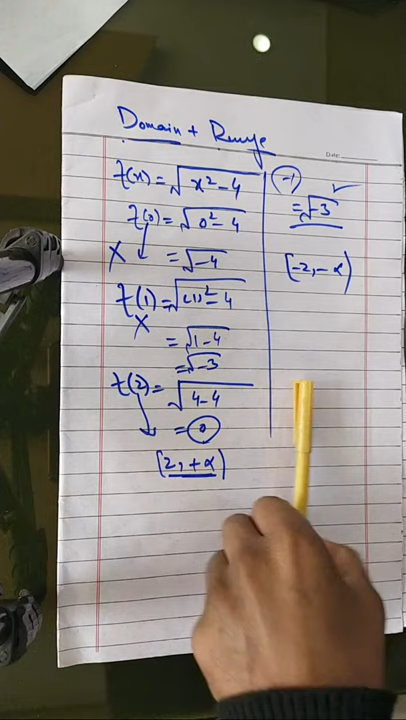 Domain + Range
Date:
f(x) = √x² - 4
f(0) = √0² - 4
X = √-4
f(1) = √(1)² - 4
X
= √1-4
= √-3
f(2) = √4-4
= 0
[2, +∝)
(-1)
= √-3 ✓
[-2, -∝)